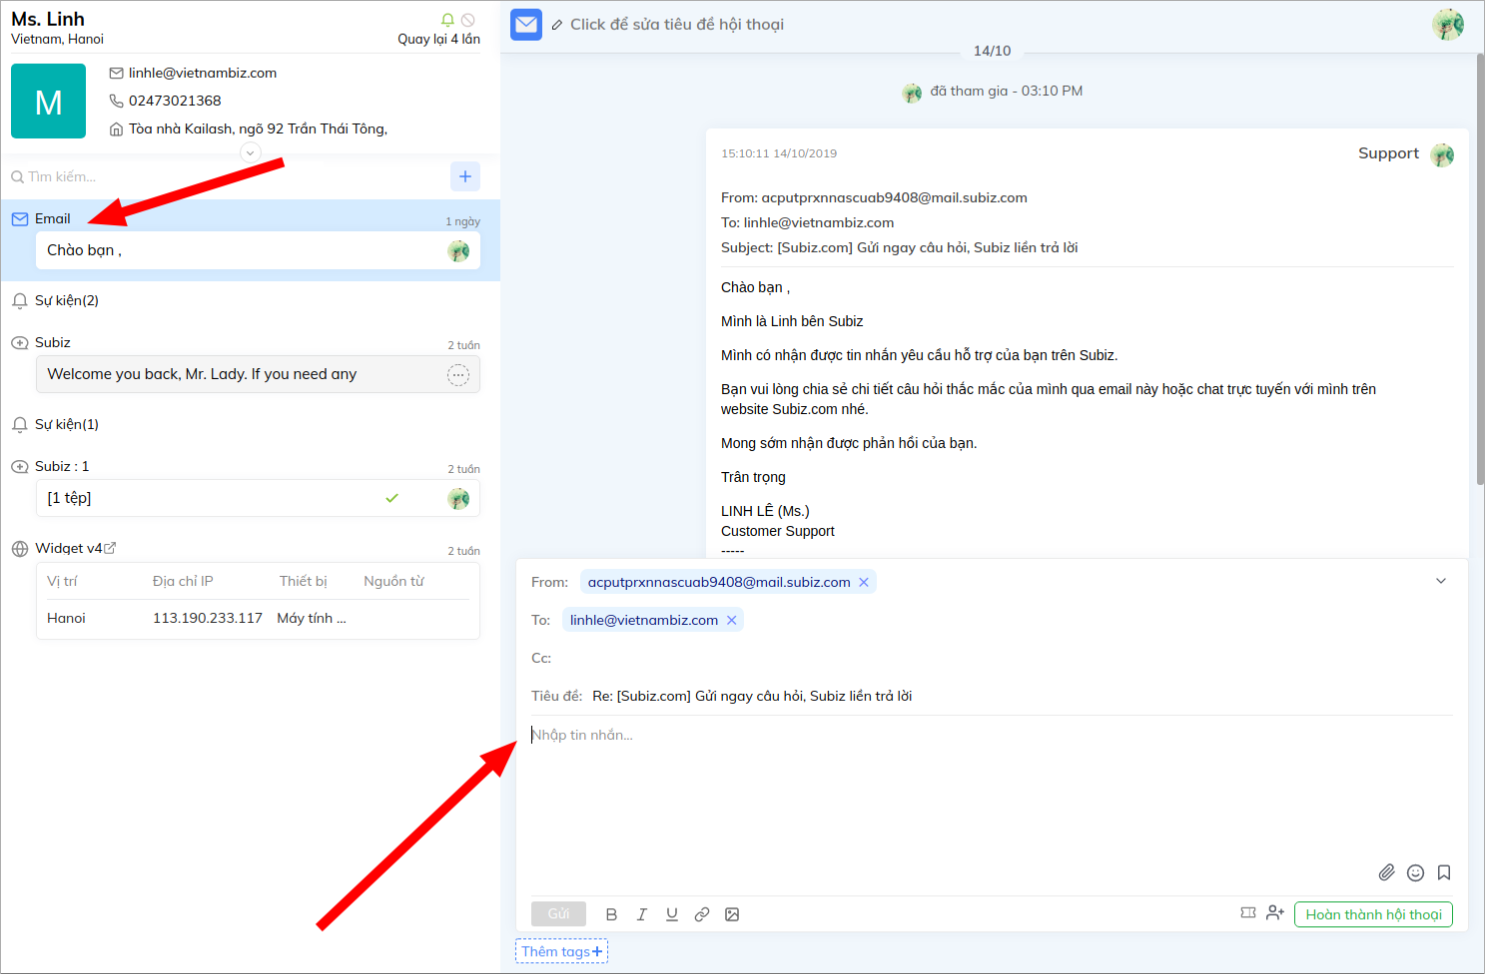 Ms. Linh
Vietnam, Hanoi
Quay lại 4 lần
M
linhle@vietnambiz.com
02473021368
Tòa nhà Kailash, ngõ 92 Trần Thái Tông,
Tìm kiếm...
Email
1 ngày
Chào bạn ,
Sự kiện(2)
Subiz
2 tuần
Welcome you back, Mr. Lady. If you need any
Sự kiện(1)
Subiz : 1
2 tuần
[1 tệp]
Widget v4
2 tuần
Vị trí Địa chỉ IP Thiết bị Nguồn từ
Hanoi 113.190.233.117 Máy tính ...
Click để sửa tiêu đề hội thoại
14/10
đã tham gia - 03:10 PM
15:10:11 14/10/2019
Support
From: acputprxnnascuab9408@mail.subiz.com
To: linhle@vietnambiz.com
Subject: [Subiz.com] Gửi ngay câu hỏi, Subiz liền trả lời
Chào bạn ,
Mình là Linh bên Subiz
Mình có nhận được tin nhắn yêu cầu hỗ trợ của bạn trên Subiz.
Bạn vui lòng chia sẻ chi tiết câu hỏi thắc mắc của mình qua email này hoặc chat trực tuyến với mình trên
website Subiz.com nhé.
Mong sớm nhận được phản hồi của bạn.
Trân trọng
LINH LÊ (Ms.)
Customer Support
-----
From: acputprxnnascuab9408@mail.subiz.com
To: linhle@vietnambiz.com
Cc:
Tiêu đề: Re: [Subiz.com] Gửi ngay câu hỏi, Subiz liền trả lời
Nhập tin nhắn...
Gửi B I U
Hoàn thành hội thoại
Thêm tags+